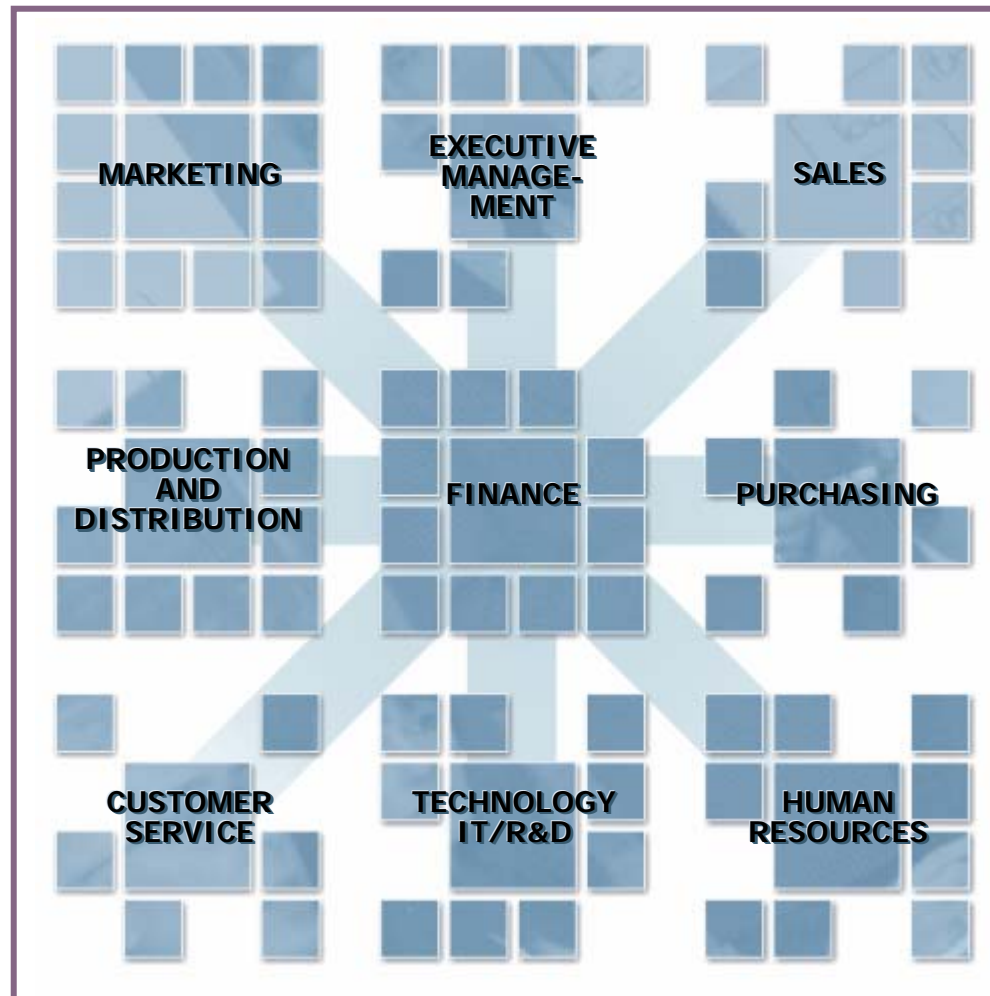 MARKETING
EXECUTIVE
MANAGE-
MENT
SALES
PRODUCTION
AND
DISTRIBUTION
FINANCE
PURCHASING
CUSTOMER
SERVICE
TECHNOLOGY
IT/R&D
HUMAN
RESOURCES